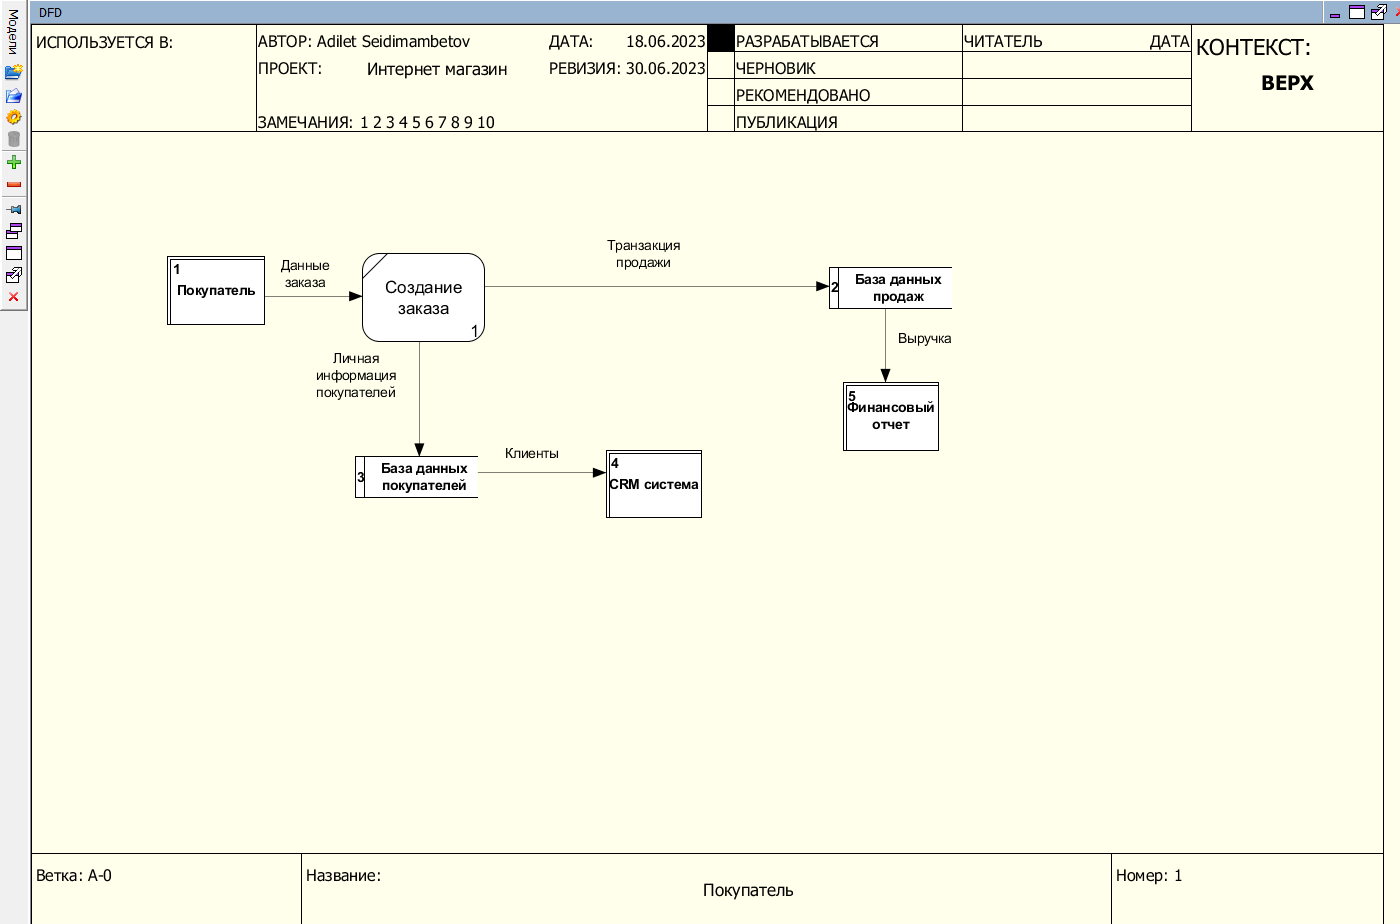 DFD
Модели
ИСПОЛЬЗУЕТСЯ В:
АВТОР: Adilet Seidimambetov
ДАТА: 18.06.2023
ПРОЕКТ: Интернет магазин
РЕВИЗИЯ: 30.06.2023
ЗАМЕЧАНИЯ: 1 2 3 4 5 6 7 8 9 10
РАЗРАБАТЫВАЕТСЯ
ЧЕРНОВИК
РЕКОМЕНДОВАНО
ПУБЛИКАЦИЯ
ЧИТАТЕЛЬ
ДАТА
КОНТЕКСТ:
ВЕРХ
1
Покупатель
Данные
заказа
Создание
заказа
1
Транзакция
продажи
2
База данных
продаж
Выручка
5
Финансовый
отчет
Личная
информация
покупателей
3
База данных
покупателей
Клиенты
4
CRM система
Ветка: A-0
Название:
Покупатель
Номер: 1